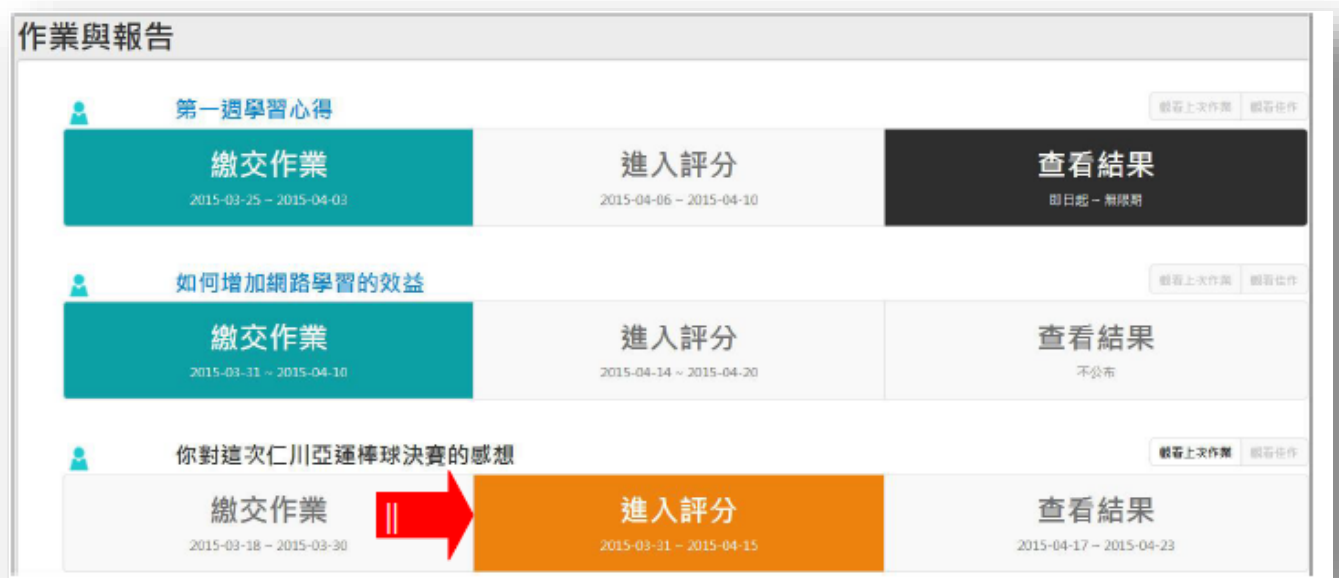 作業與報告
第一週學習心得
觀看上次作業 觀看佳作
繳交作業 進入評分 查看結果
2015-03-25 ~ 2015-04-03 2015-04-06 ~ 2015-04-10 即日起 ~ 無限期
如何增加網路學習的效益
觀看上次作業 觀看佳作
繳交作業 進入評分 查看結果
2015-03-31 ~ 2015-04-10 2015-04-14 ~ 2015-04-20 不公布
你對這次仁川亞運棒球決賽的感想
觀看上次作業 觀看佳作
繳交作業 進入評分 查看結果
2015-03-18 ~ 2015-03-30 2015-03-31 ~ 2015-04-15 2015-04-17 ~ 2015-04-23